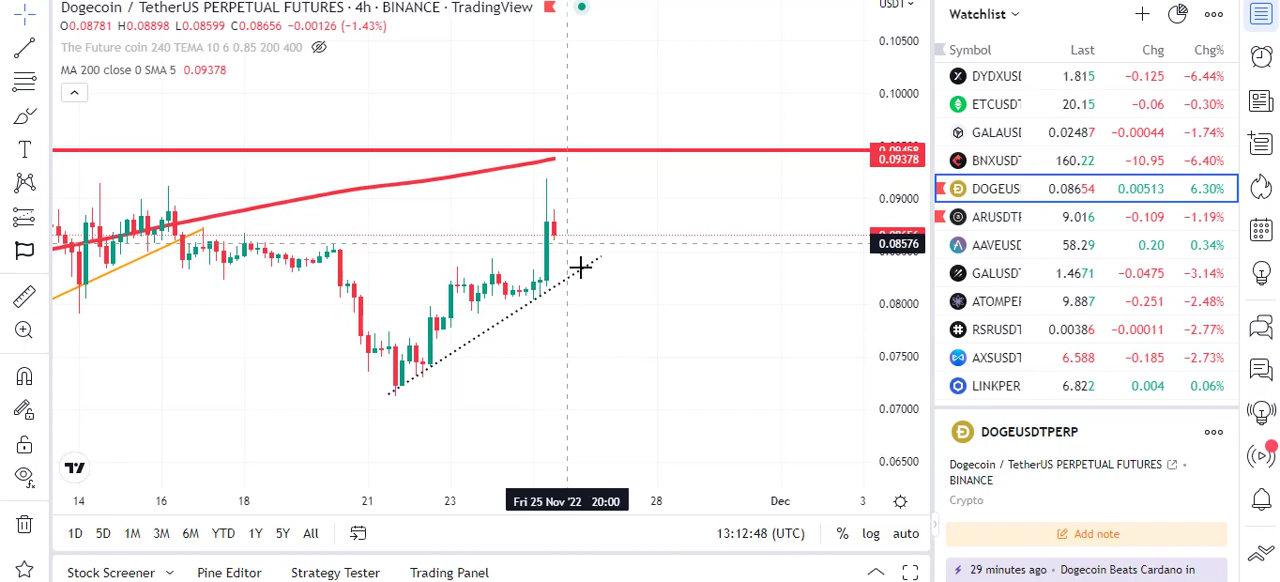 Dogecoin / TetherUS PERPETUAL FUTURES · 4h · BINANCE · TradingView
O0.08781 H0.08898 L0.08599 C0.08656 −0.00126 (−1.43%)
The Future coin 240 TEMA 10 6 0.85 200 400
MA 200 close 0 SMA 5 0.09378
USDT
0.10500
0.10000
0.09458
0.09378
0.09000
0.08576
0.08000
0.07500
0.07000
0.06500
14 16 18 21 23 Fri 25 Nov '22 20:00 28 Dec 3
1D 5D 1M 3M 6M YTD 1Y 5Y All 13:12:48 (UTC) % log auto
Stock Screener Pine Editor Strategy Tester Trading Panel
Watchlist
Symbol Last Chg Chg%
DYDXUSI 1.815 −0.125 −6.44%
ETCUSDT 20.15 −0.06 −0.30%
GALAUSI 0.02487 −0.00044 −1.74%
BNXUSDT 160.22 −10.95 −6.40%
DOGEUS 0.08654 0.00513 6.30%
ARUSDTF 9.016 −0.109 −1.19%
AAVEUSE 58.29 0.20 0.34%
GALUSDT 1.4671 −0.0475 −3.14%
ATOMPEF 9.887 −0.251 −2.48%
RSRUSDT 0.00386 −0.00011 −2.77%
AXSUSDT 6.588 −0.185 −2.73%
LINKPER 6.822 0.004 0.06%
DOGEUSDTPERP
Dogecoin / TetherUS PERPETUAL FUTURES ·
BINANCE
Crypto
Add note
29 minutes ago · Dogecoin Beats Cardano in